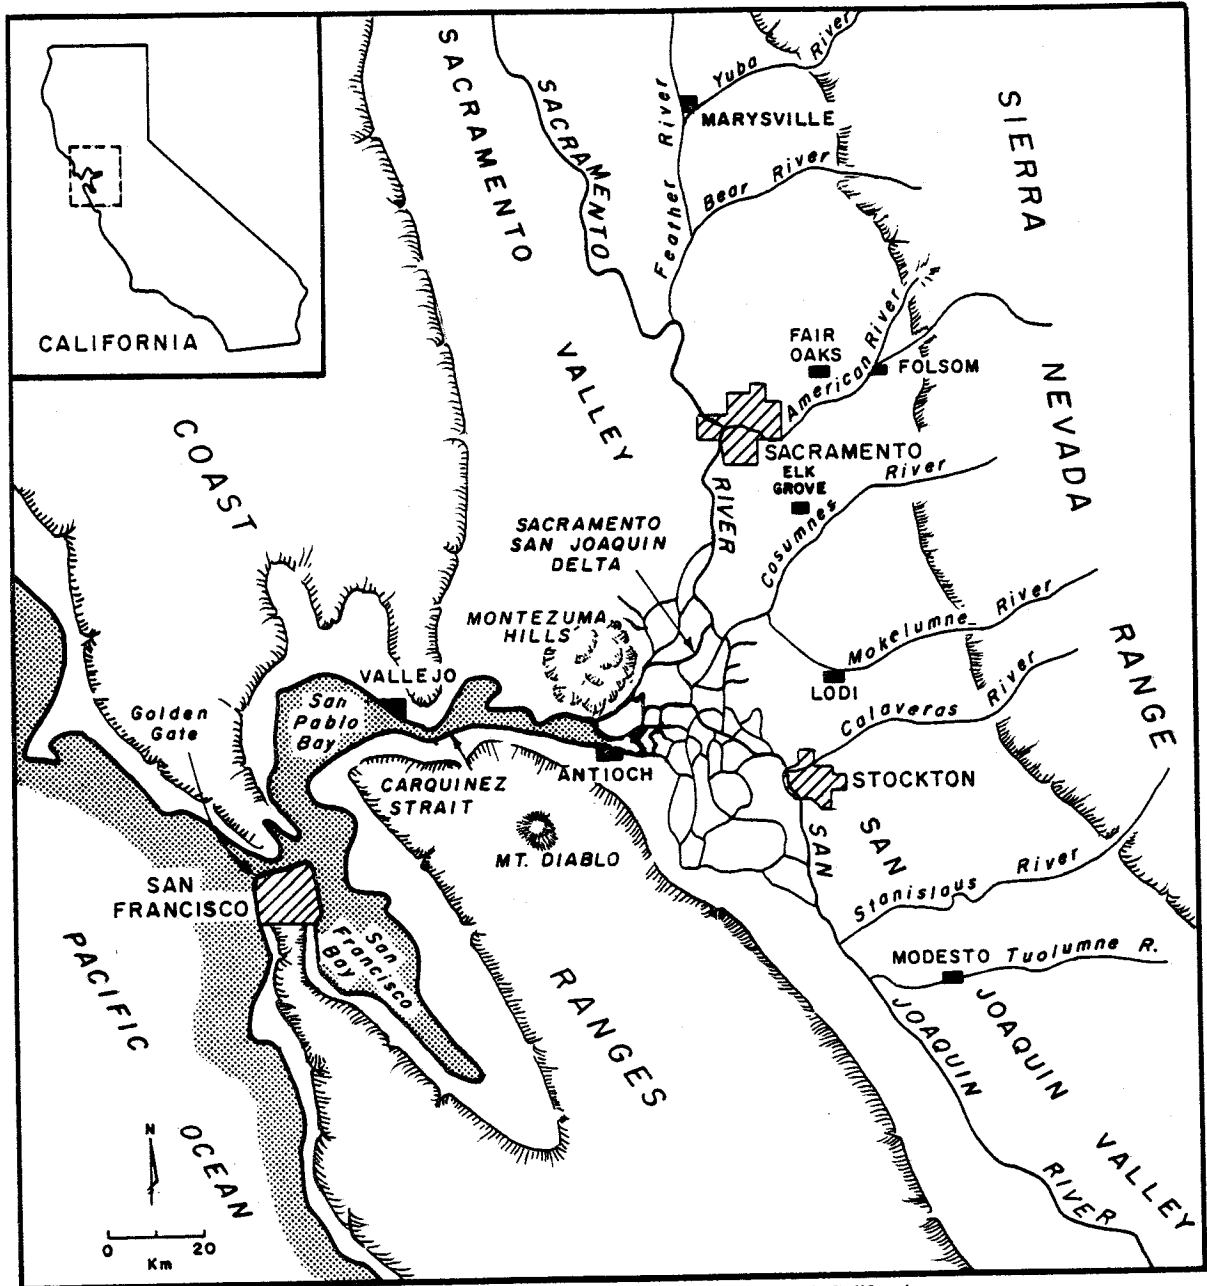 CALIFORNIA
SACRAMENTO
VALLEY
SACRAMENTO
RIVER
Feather River
Yuba River
MARYSVILLE
Bear River
SIERRA
NEVADA
RANGE
FAIR
OAKS
American River
FOLSOM
SACRAMENTO
ELK
GROVE
Cosumnes River
COAST
RANGES
SACRAMENTO
SAN JOAQUIN
DELTA
MONTEZUMA
HILLS
Mokelumne River
LODI
Calaveras River
VALLEJO
San
Pablo
Bay
Golden
Gate
CARQUINEZ
STRAIT
ANTIOCH
STOCKTON
MT. DIABLO
SAN
FRANCISCO
San
Francisco
Bay
SAN
JOAQUIN
RIVER
SAN
JOAQUIN
VALLEY
Stanislaus River
MODESTO
Tuolumne R.
PACIFIC
OCEAN
N
0 20
Km